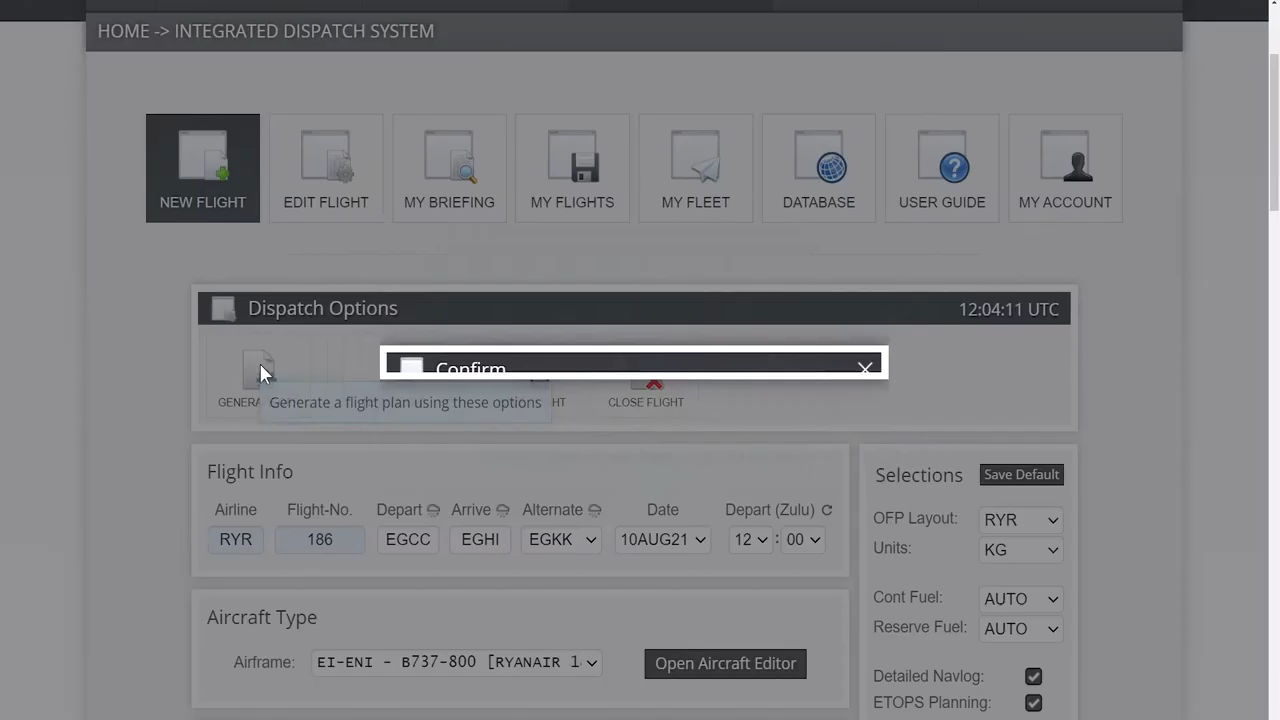 HOME -> INTEGRATED DISPATCH SYSTEM
NEW FLIGHT
EDIT FLIGHT
MY BRIEFING
MY FLIGHTS
MY FLEET
DATABASE
USER GUIDE
MY ACCOUNT
Dispatch Options
12:04:11 UTC
Confirm
GENERA
HT
CLOSE FLIGHT
Generate a flight plan using these options
Flight Info
Airline Flight-No. Depart Arrive Alternate Date Depart (Zulu)
RYR 186 EGCC EGHI EGKK 10AUG21 12 : 00
Aircraft Type
Airframe: EI-ENI - B737-800 [RYANAIR 1
Open Aircraft Editor
Selections Save Default
OFP Layout: RYR
Units: KG
Cont Fuel: AUTO
Reserve Fuel: AUTO
Detailed Navlog:
ETOPS Planning: